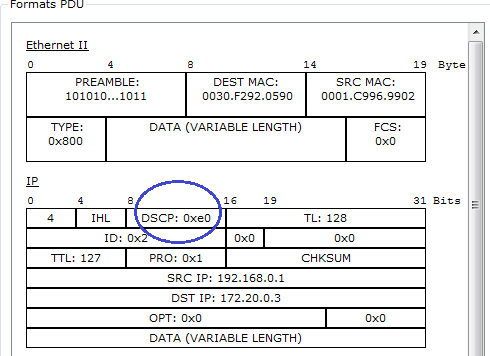 Formats PDU
Ethernet II
0 4 8 14 19 Byte
PREAMBLE: DEST MAC: SRC MAC:
101010...1011 0030.F292.0590 0001.C996.9902
TYPE: DATA (VARIABLE LENGTH) FCS:
0x800 0x0
IP
0 4 8 16 19 31 Bits
4 IHL DSCP: 0xe0 TL: 128
ID: 0x2 0x0 0x0
TTL: 127 PRO: 0x1 CHKSUM
SRC IP: 192.168.0.1
DST IP: 172.20.0.3
OPT: 0x0 0x0
DATA (VARIABLE LENGTH)